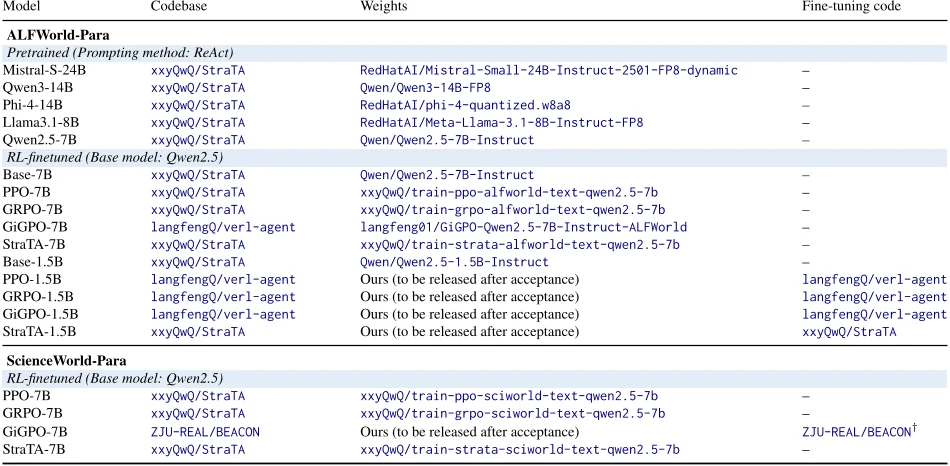 Model Codebase Weights Fine-tuning code
ALFWorld-Para
Pretrained (Prompting method: ReAct)
Mistral-S-24B xxyQwQ/StraTA RedHatAI/Mistral-Small-24B-Instruct-2501-FP8-dynamic –
Qwen3-14B xxyQwQ/StraTA Qwen/Qwen3-14B-FP8 –
Phi-4-14B xxyQwQ/StraTA RedHatAI/phi-4-quantized.w8a8 –
Llama3.1-8B xxyQwQ/StraTA RedHatAI/Meta-Llama-3.1-8B-Instruct-FP8 –
Qwen2.5-7B xxyQwQ/StraTA Qwen/Qwen2.5-7B-Instruct –
RL-finetuned (Base model: Qwen2.5)
Base-7B xxyQwQ/StraTA Qwen/Qwen2.5-7B-Instruct –
PPO-7B xxyQwQ/StraTA xxyQwQ/train-ppo-alfworld-text-qwen2.5-7b –
GRPO-7B xxyQwQ/StraTA xxyQwQ/train-grpo-alfworld-text-qwen2.5-7b –
GiGPO-7B langfengQ/verl-agent langfeng01/GiGPO-Qwen2.5-7B-Instruct-ALFWorld –
StraTA-7B xxyQwQ/StraTA xxyQwQ/train-strata-alfworld-text-qwen2.5-7b –
Base-1.5B xxyQwQ/StraTA Qwen/Qwen2.5-1.5B-Instruct –
PPO-1.5B langfengQ/verl-agent Ours (to be released after acceptance) langfengQ/verl-agent
GRPO-1.5B langfengQ/verl-agent Ours (to be released after acceptance) langfengQ/verl-agent
GiGPO-1.5B langfengQ/verl-agent Ours (to be released after acceptance) langfengQ/verl-agent
StraTA-1.5B xxyQwQ/StraTA Ours (to be released after acceptance) xxyQwQ/StraTA
ScienceWorld-Para
RL-finetuned (Base model: Qwen2.5)
PPO-7B xxyQwQ/StraTA xxyQwQ/train-ppo-sciworld-text-qwen2.5-7b –
GRPO-7B xxyQwQ/StraTA xxyQwQ/train-grpo-sciworld-text-qwen2.5-7b –
GiGPO-7B ZJU-REAL/BEACON Ours (to be released after acceptance) ZJU-REAL/BEACON†
StraTA-7B xxyQwQ/StraTA xxyQwQ/train-strata-sciworld-text-qwen2.5-7b –